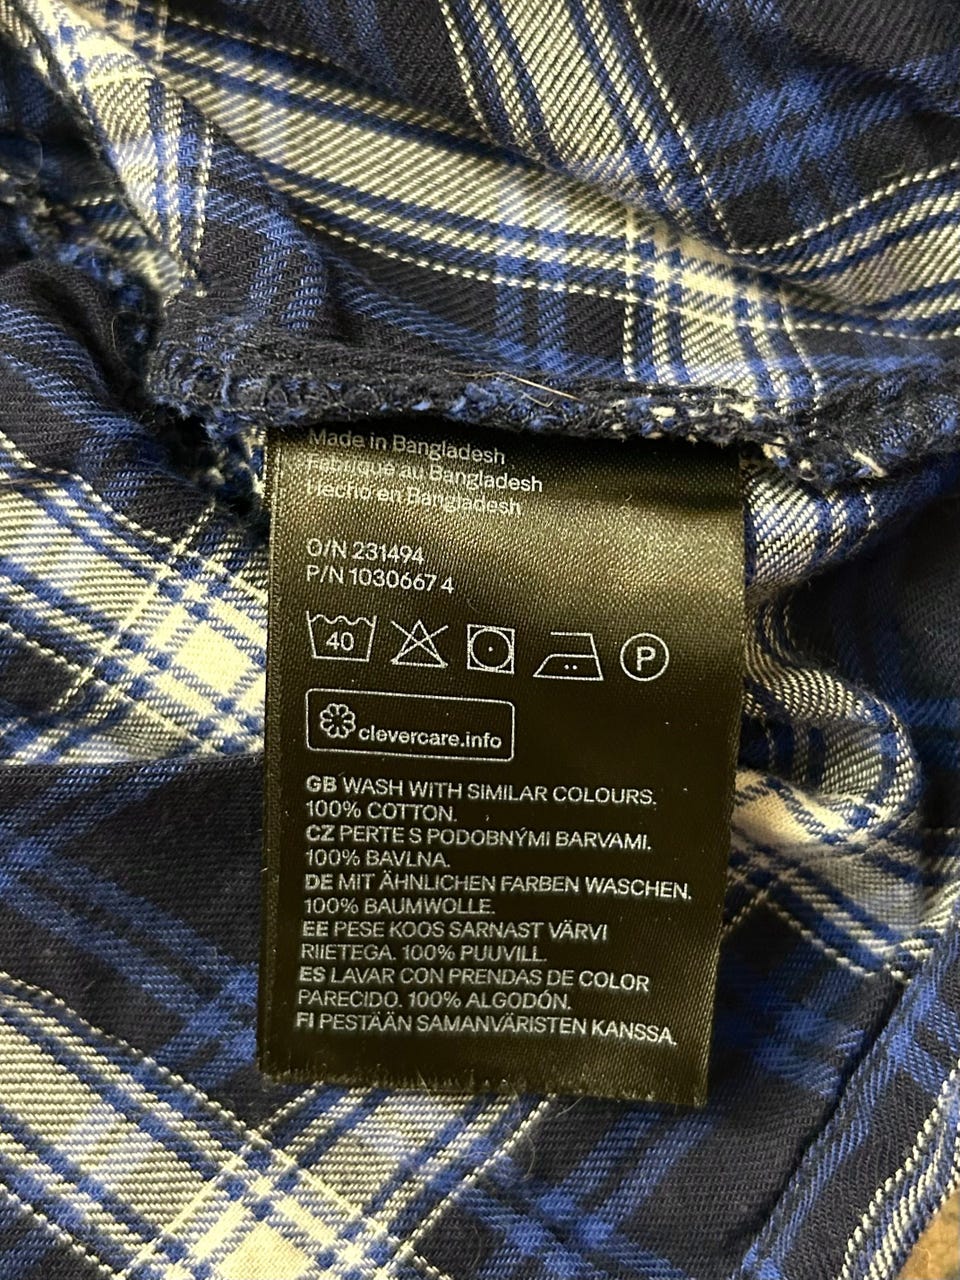 Made in Bangladesh
Fabriqué au Bangladesh
Hecho en Bangladesh
O/N 231494
P/N 1030667 4
40 P
clevercare.info
GB WASH WITH SIMILAR COLOURS.
100% COTTON.
CZ PERTE S PODOBNÝMI BARVAMI.
100% BAVLNA.
DE MIT ÄHNLICHEN FARBEN WASCHEN.
100% BAUMWOLLE.
EE PESE KOOS SARNAST VÄRVI
RIIETEGA. 100% PUUVILL.
ES LAVAR CON PRENDAS DE COLOR
PARECIDO. 100% ALGODÓN.
FI PESTÄÄN SAMANVÄRISTEN KANSSA.